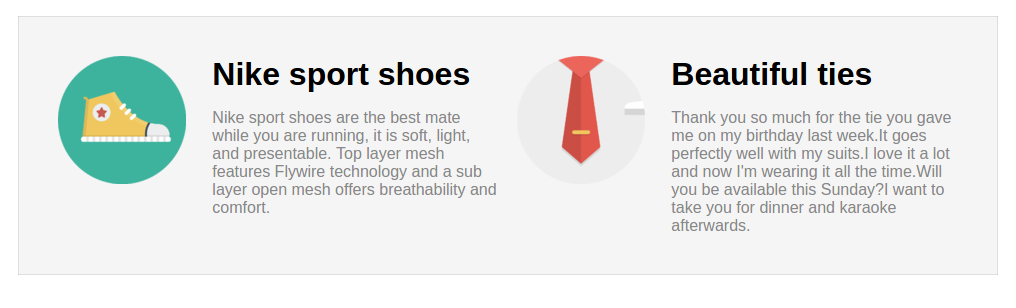 Nike sport shoes
Nike sport shoes are the best mate
while you are running, it is soft, light,
and presentable. Top layer mesh
features Flywire technology and a sub
layer open mesh offers breathability and
comfort.
Beautiful ties
Thank you so much for the tie you gave
me on my birthday last week.It goes
perfectly well with my suits.I love it a lot
and now I'm wearing it all the time.Will
you be available this Sunday?I want to
take you for dinner and karaoke
afterwards.